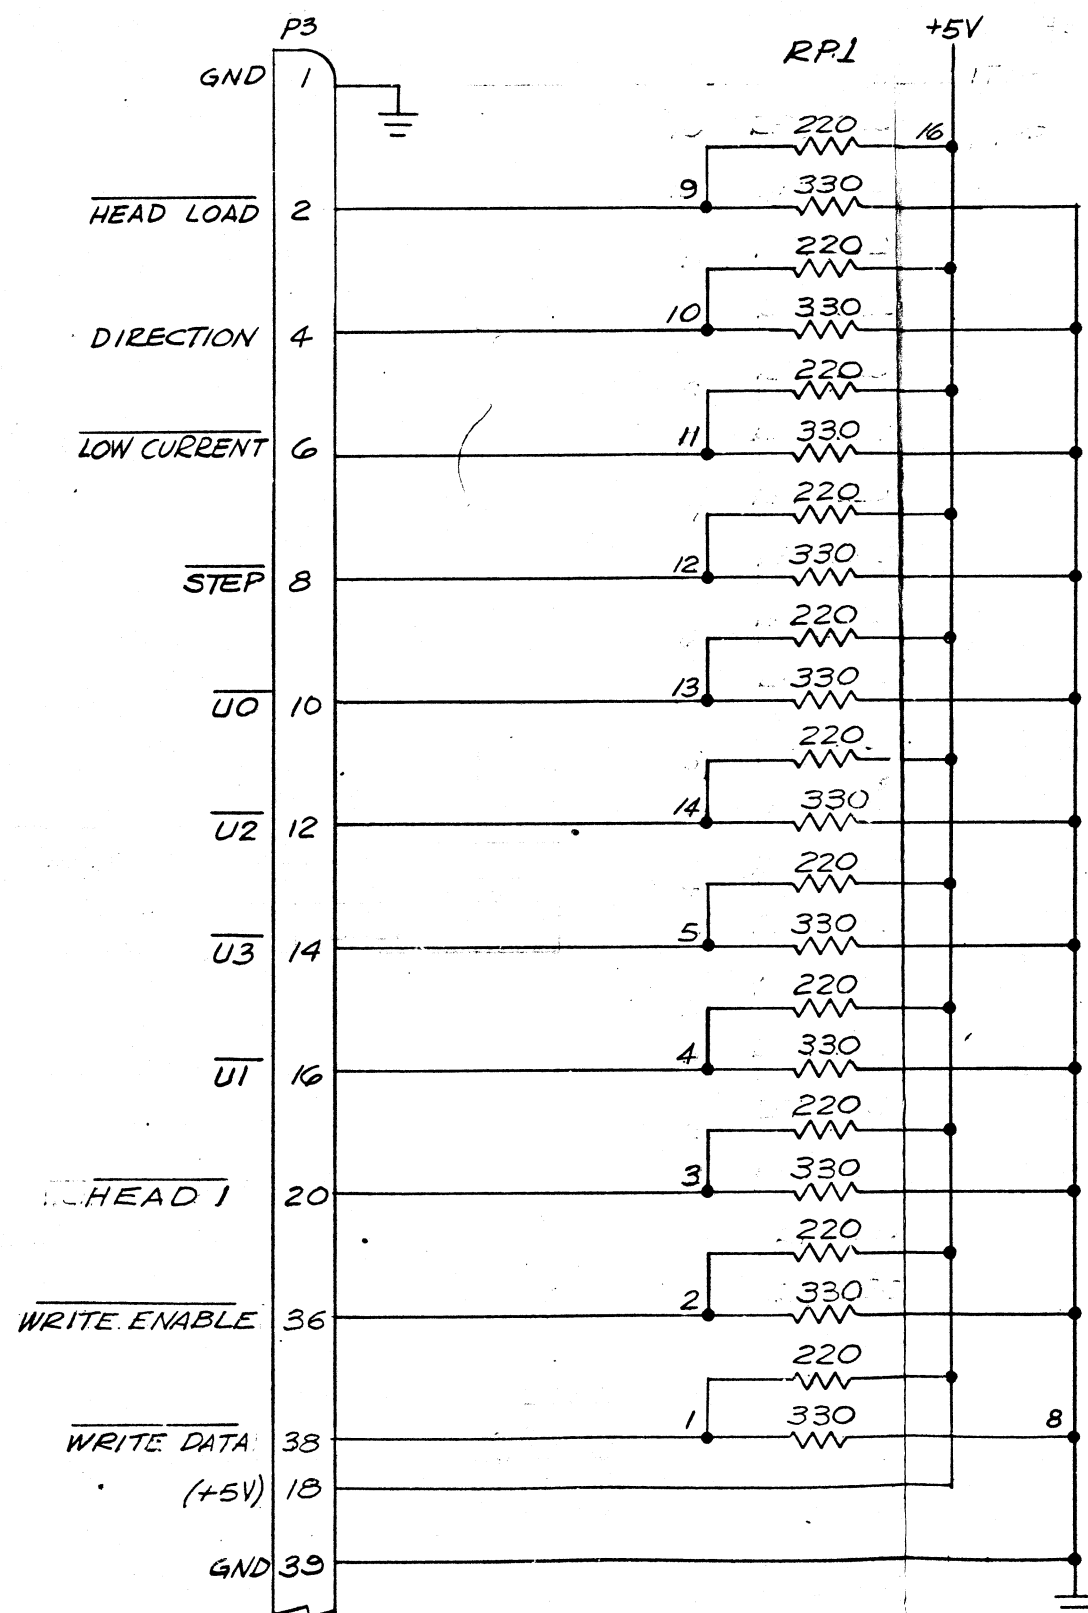 P3
RP.1
+5V
GND 1
220 16
9 330
HEAD LOAD 2
220
10 330
DIRECTION 4
220
11 330
LOW CURRENT 6
220
12 330
STEP 8
220
13 330
U0 10
220
14 330
U2 12
220
5 330
U3 14
220
4 330
U1 16
220
3 330
HEAD 1 20
220
2 330
WRITE ENABLE 36
220
1 330 8
WRITE DATA 38
(+5V) 18
GND 39